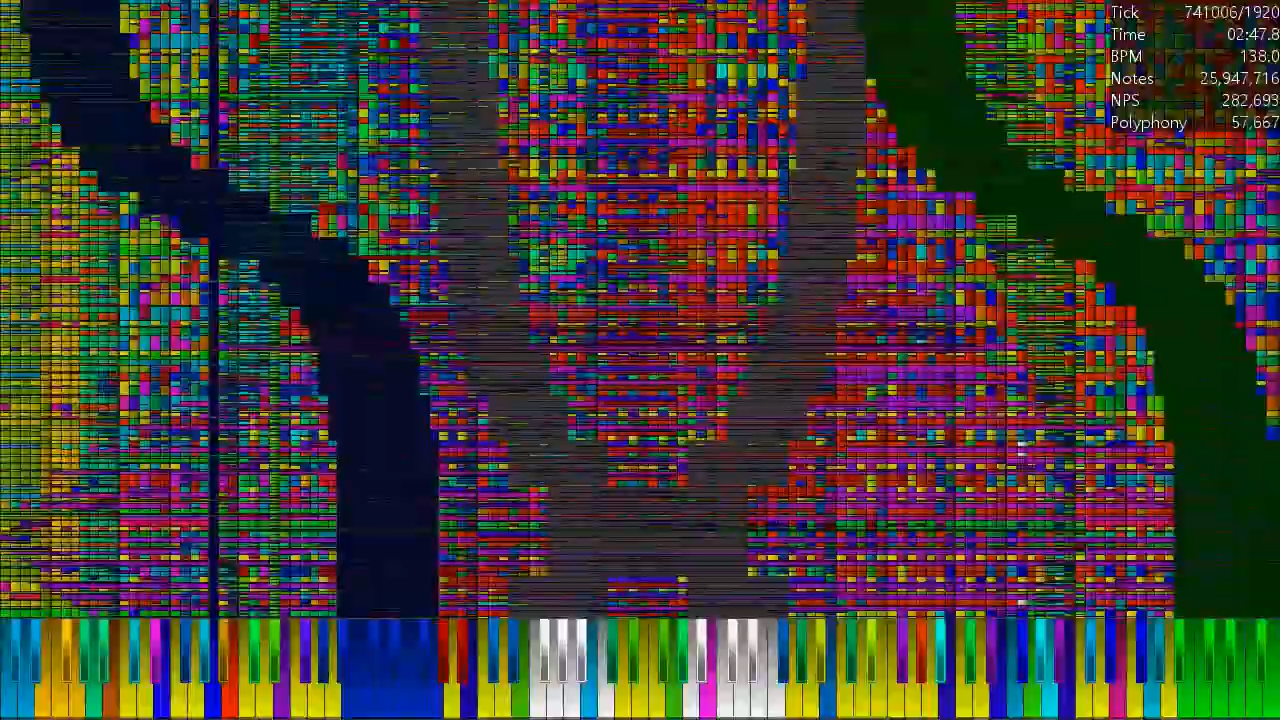 Tick 741006/1920
Time 02:47.8
BPM 138.0
Notes 25,947,716
NPS 282,693
Polyphony 57,667